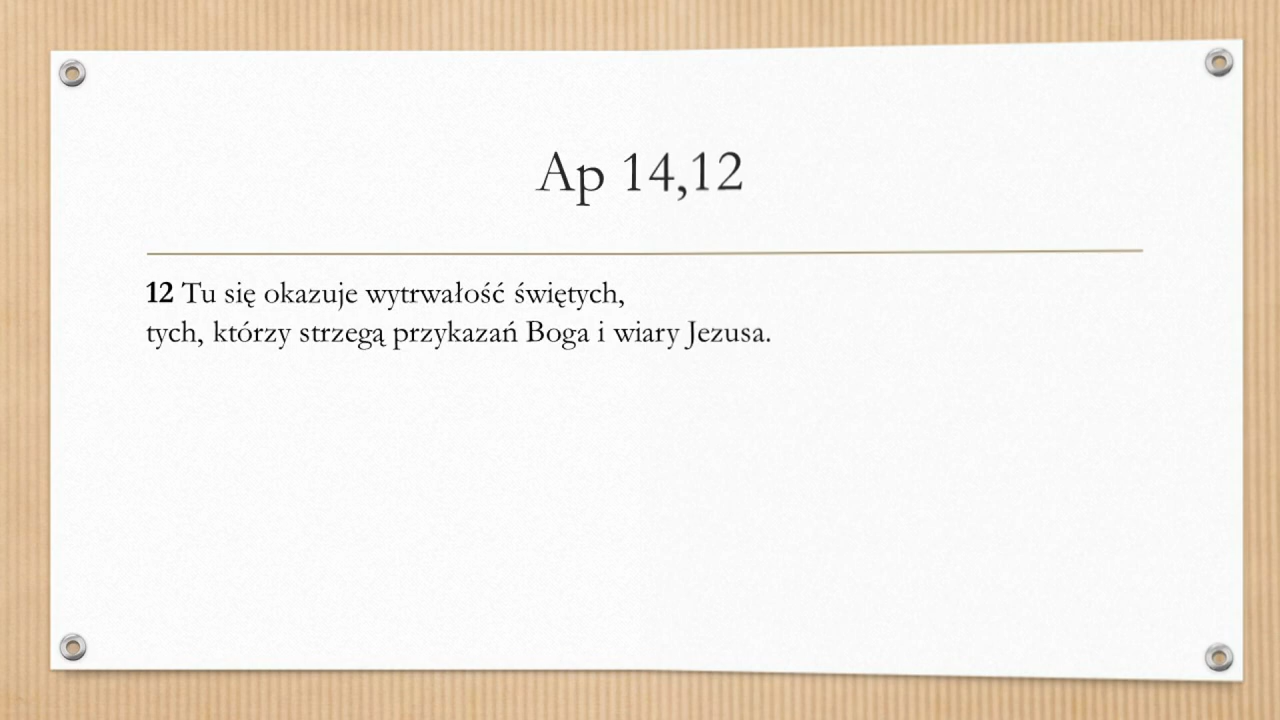 Ap 14,12
12 Tu się okazuje wytrwałość świętych,
tych, którzy strzegą przykazań Boga i wiary Jezusa.